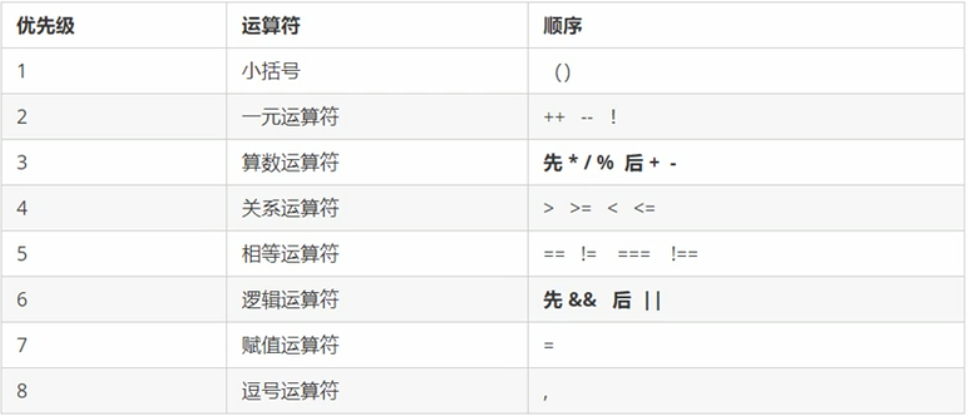 优先级 运算符 顺序
1 小括号 （）
2 一元运算符 ++ -- !
3 算数运算符 先 * / % 后 + -
4 关系运算符 > >= < <=
5 相等运算符 == != === !==
6 逻辑运算符 先 && 后 ||
7 赋值运算符 =
8 逗号运算符 ,